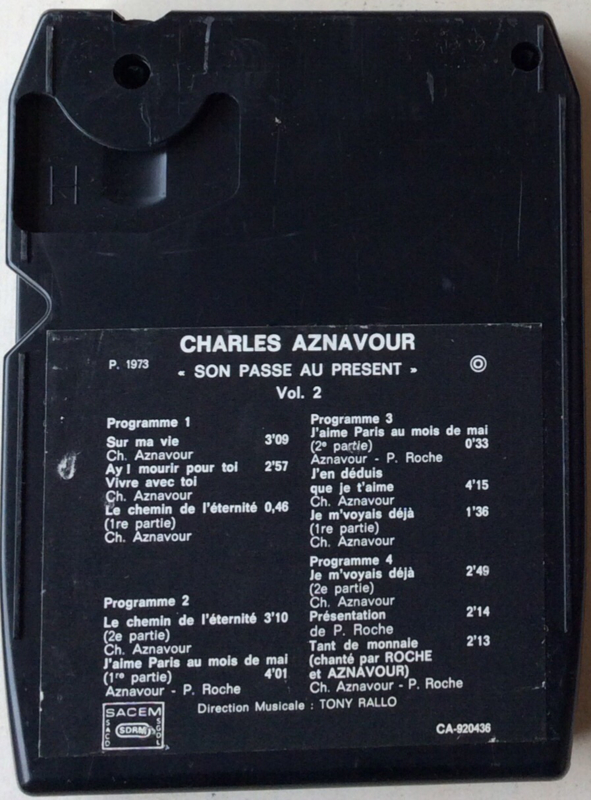 CHARLES AZNAVOUR
P. 1973
« SON PASSE AU PRESENT »
Vol. 2
Programme 1
Sur ma vie 3'09
Ch. Aznavour
Ay ! mourir pour toi 2'57
Vivre avec toi
Ch. Aznavour
Le chemin de l'éternité 0,46
(1re partie)
Ch. Aznavour
Programme 2
Le chemin de l'éternité 3'10
(2e partie)
Ch. Aznavour
J'aime Paris au mois de mai
(1re partie) 4'01
Aznavour - P. Roche
Programme 3
J'aime Paris au mois de mai
(2e partie) 0'33
Aznavour - P. Roche
J'en déduis
que je t'aime 4'15
Ch. Aznavour
Je m'voyais déjà 1'36
(1re partie)
Ch. Aznavour
Programme 4
Je m'voyais déjà 2'49
(2e partie)
Ch. Aznavour
Présentation 2'14
de P. Roche
Tant de monnaie 2'13
(chanté par ROCHE
et AZNAVOUR)
Ch. Aznavour - P. Roche
SACEM
SACD
SDRM
SGDL
Direction Musicale : TONY RALLO
CA-920436